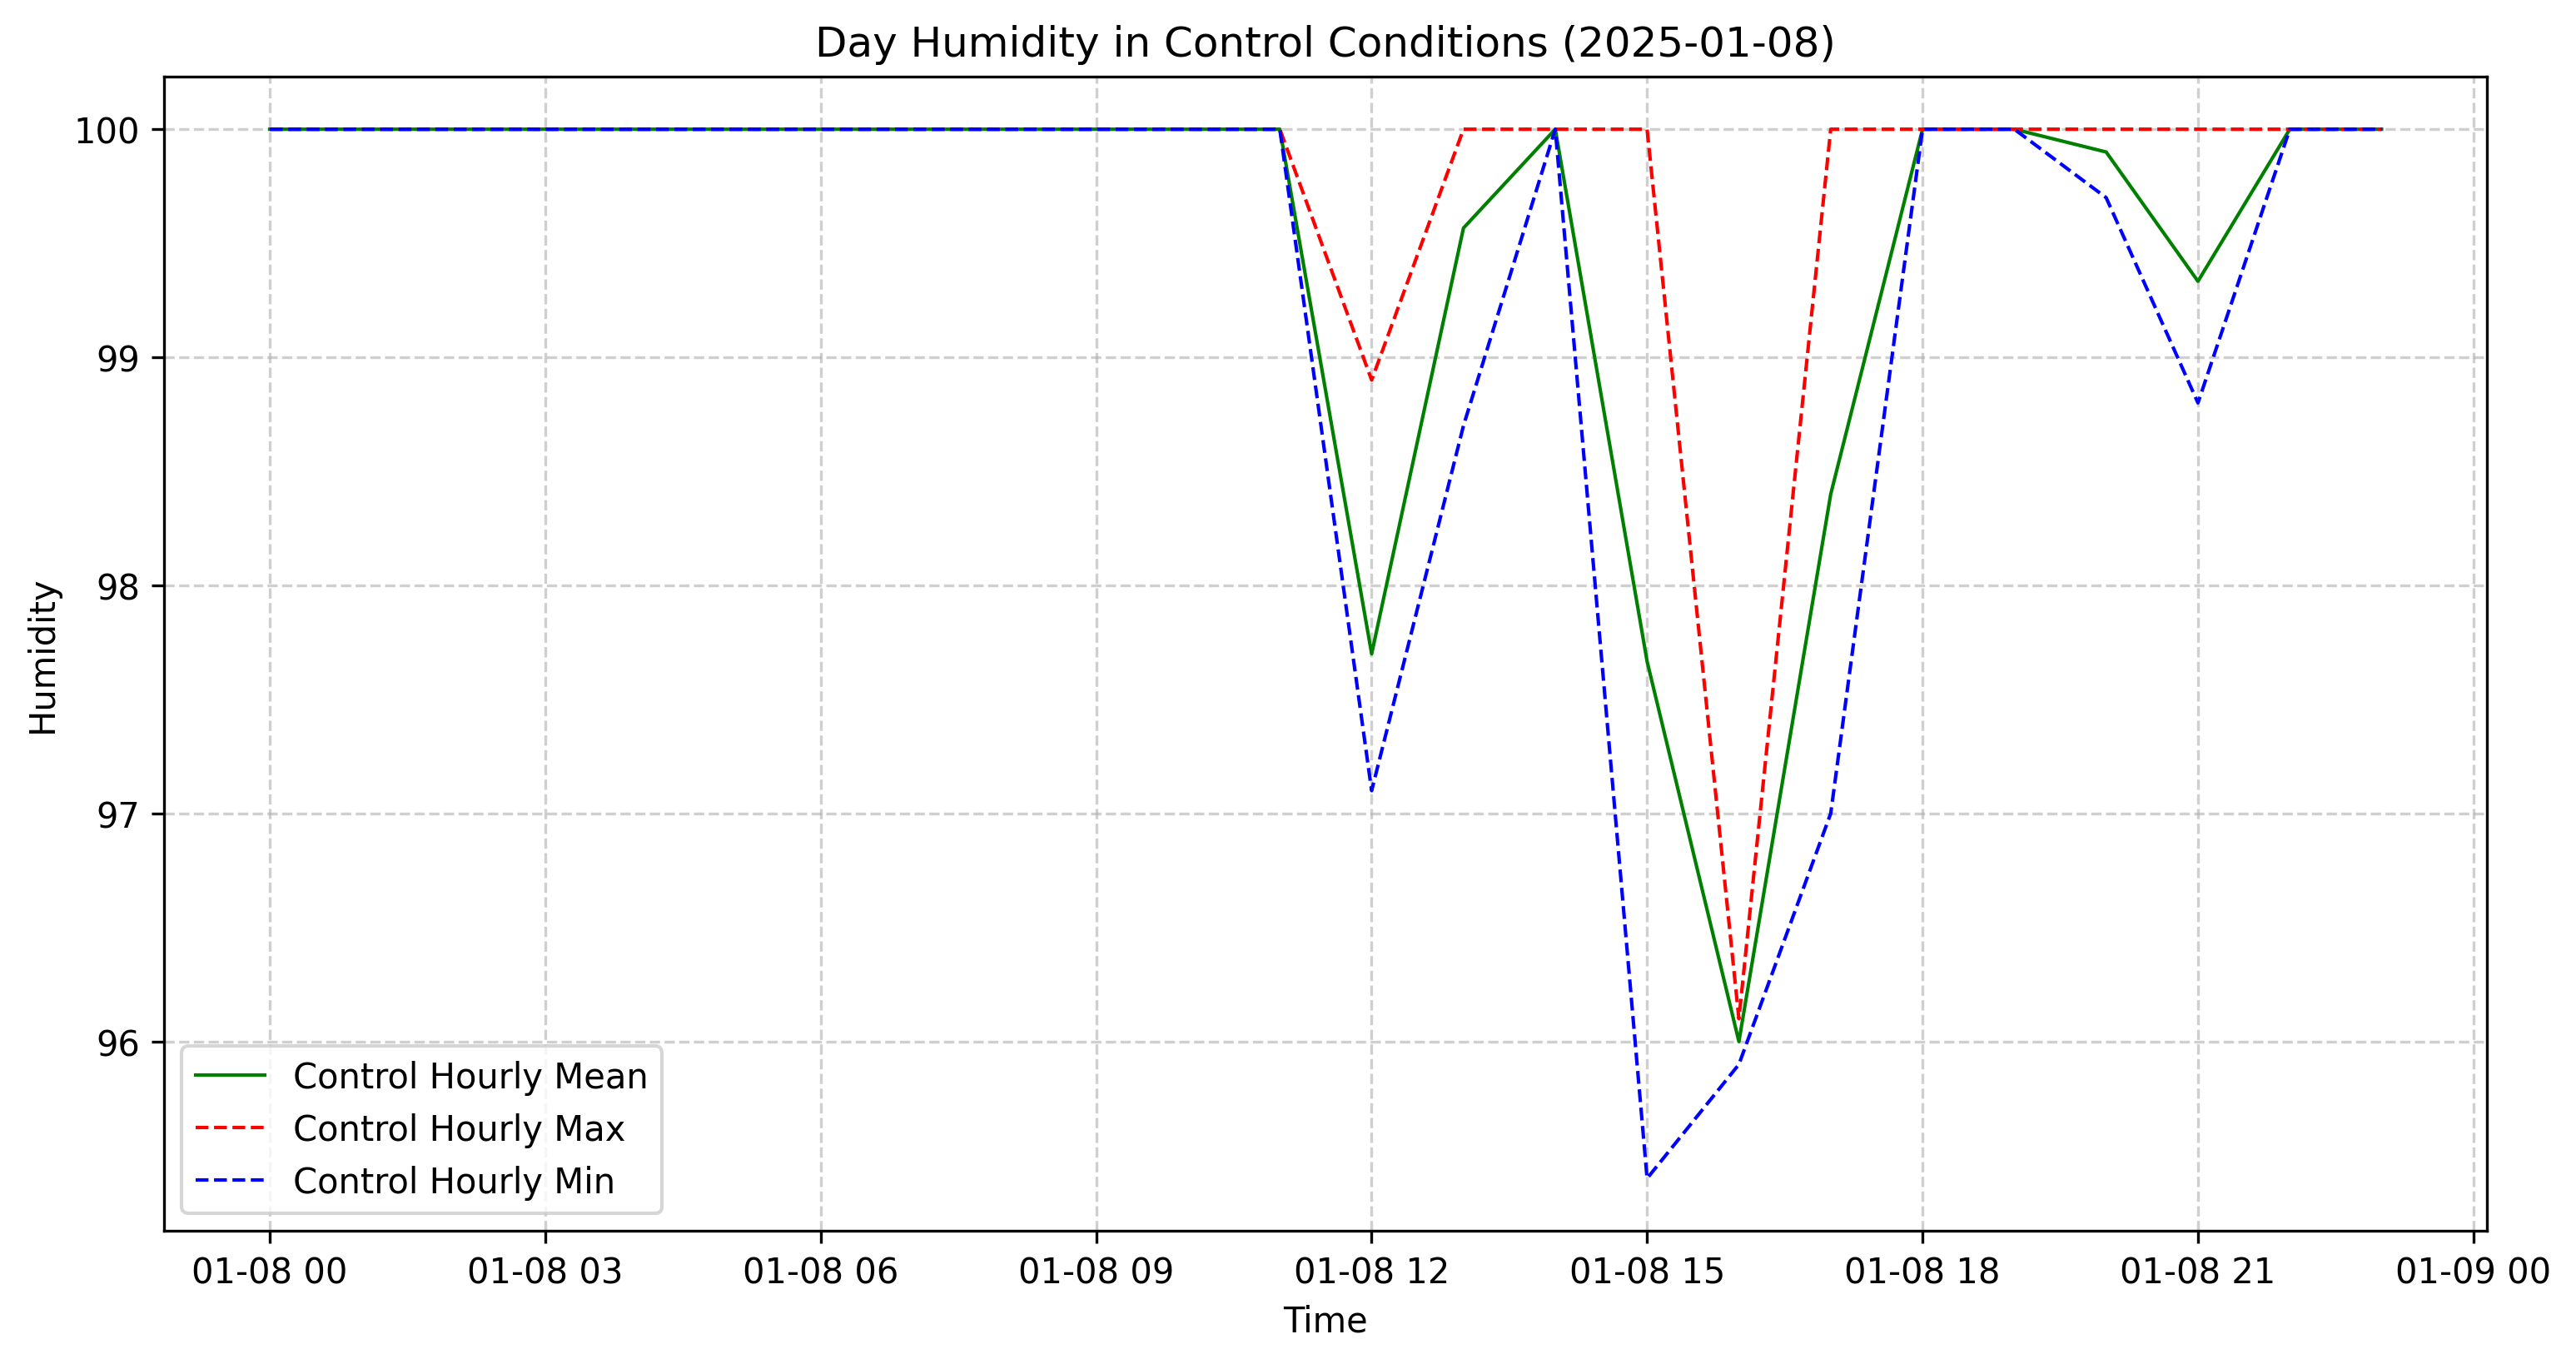 Day Humidity in Control Conditions (2025-01-08)
100
99
98
97
96
Humidity
Control Hourly Mean
Control Hourly Max
Control Hourly Min
01-08 00 01-08 03 01-08 06 01-08 09 01-08 12 01-08 15 01-08 18 01-08 21 01-09 00
Time